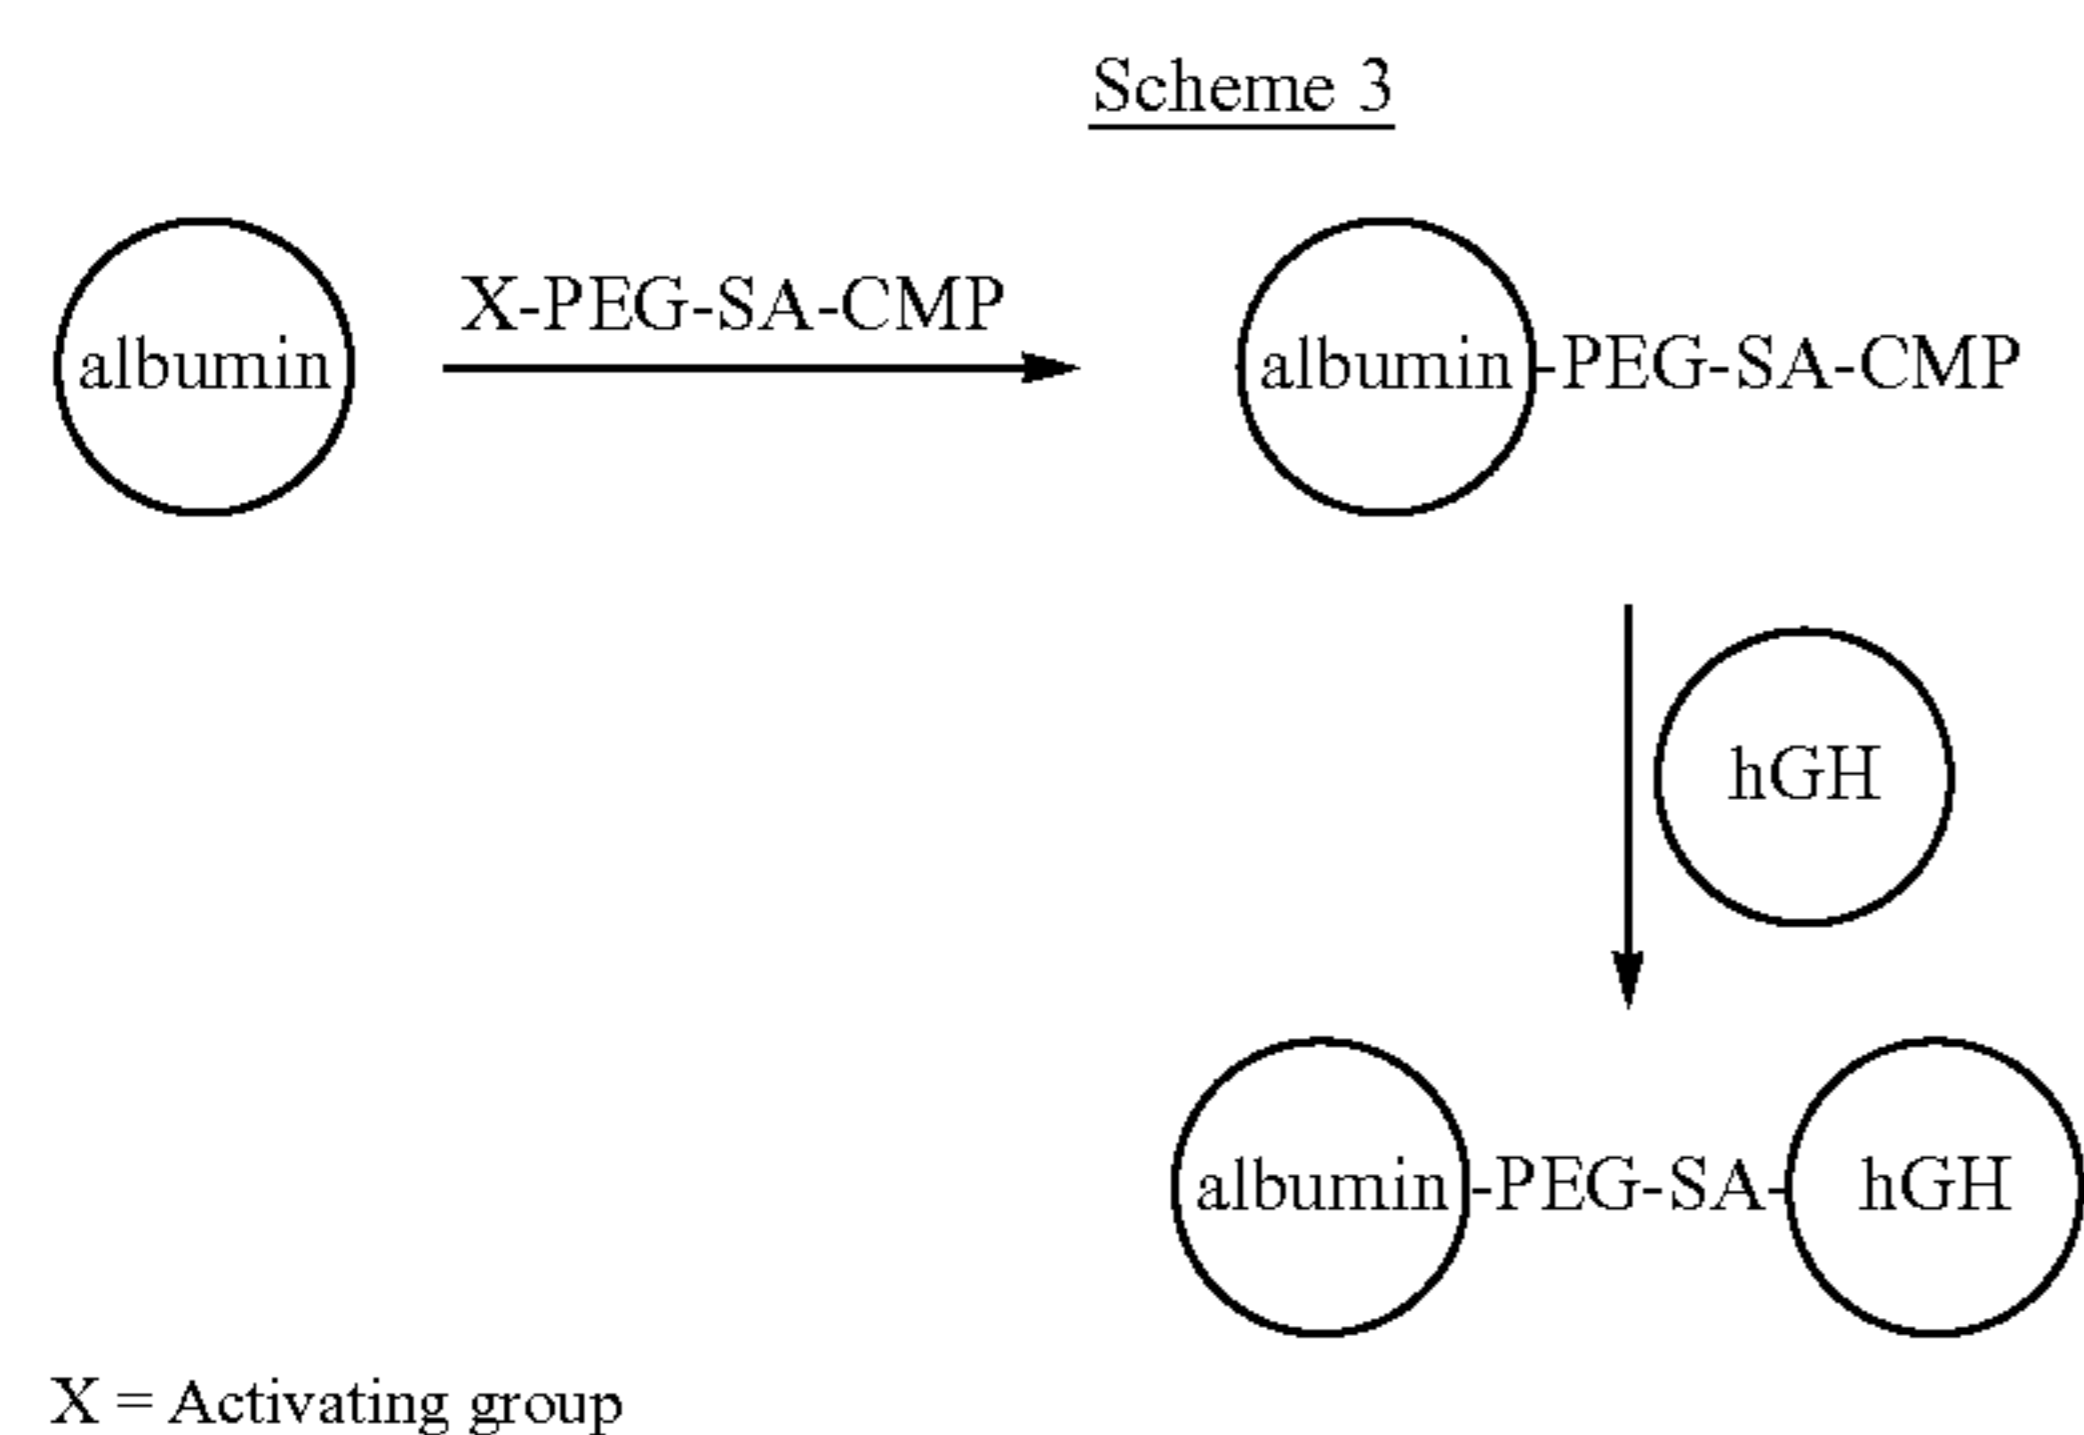 Scheme 3
albumin
X-PEG-SA-CMP
albumin -PEG-SA-CMP
hGH
albumin -PEG-SA- hGH
X = Activating group